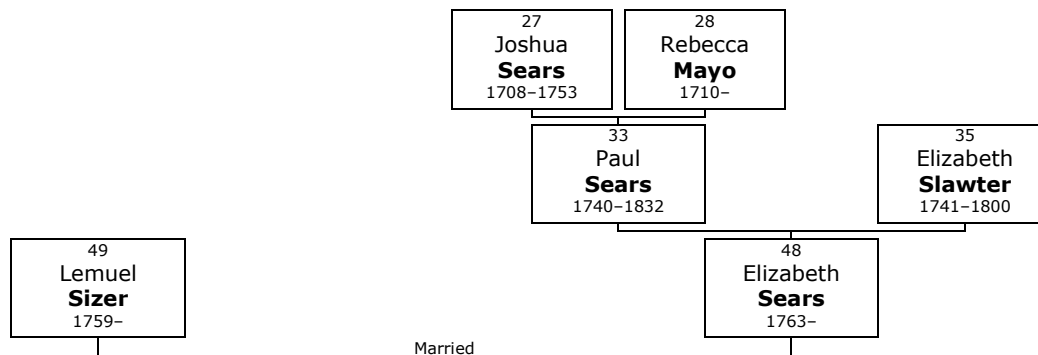 27
Joshua
Sears
1708–1753
28
Rebecca
Mayo
1710–
33
Paul
Sears
1740–1832
35
Elizabeth
Slawter
1741–1800
49
Lemuel
Sizer
1759–
48
Elizabeth
Sears
1763–
Married